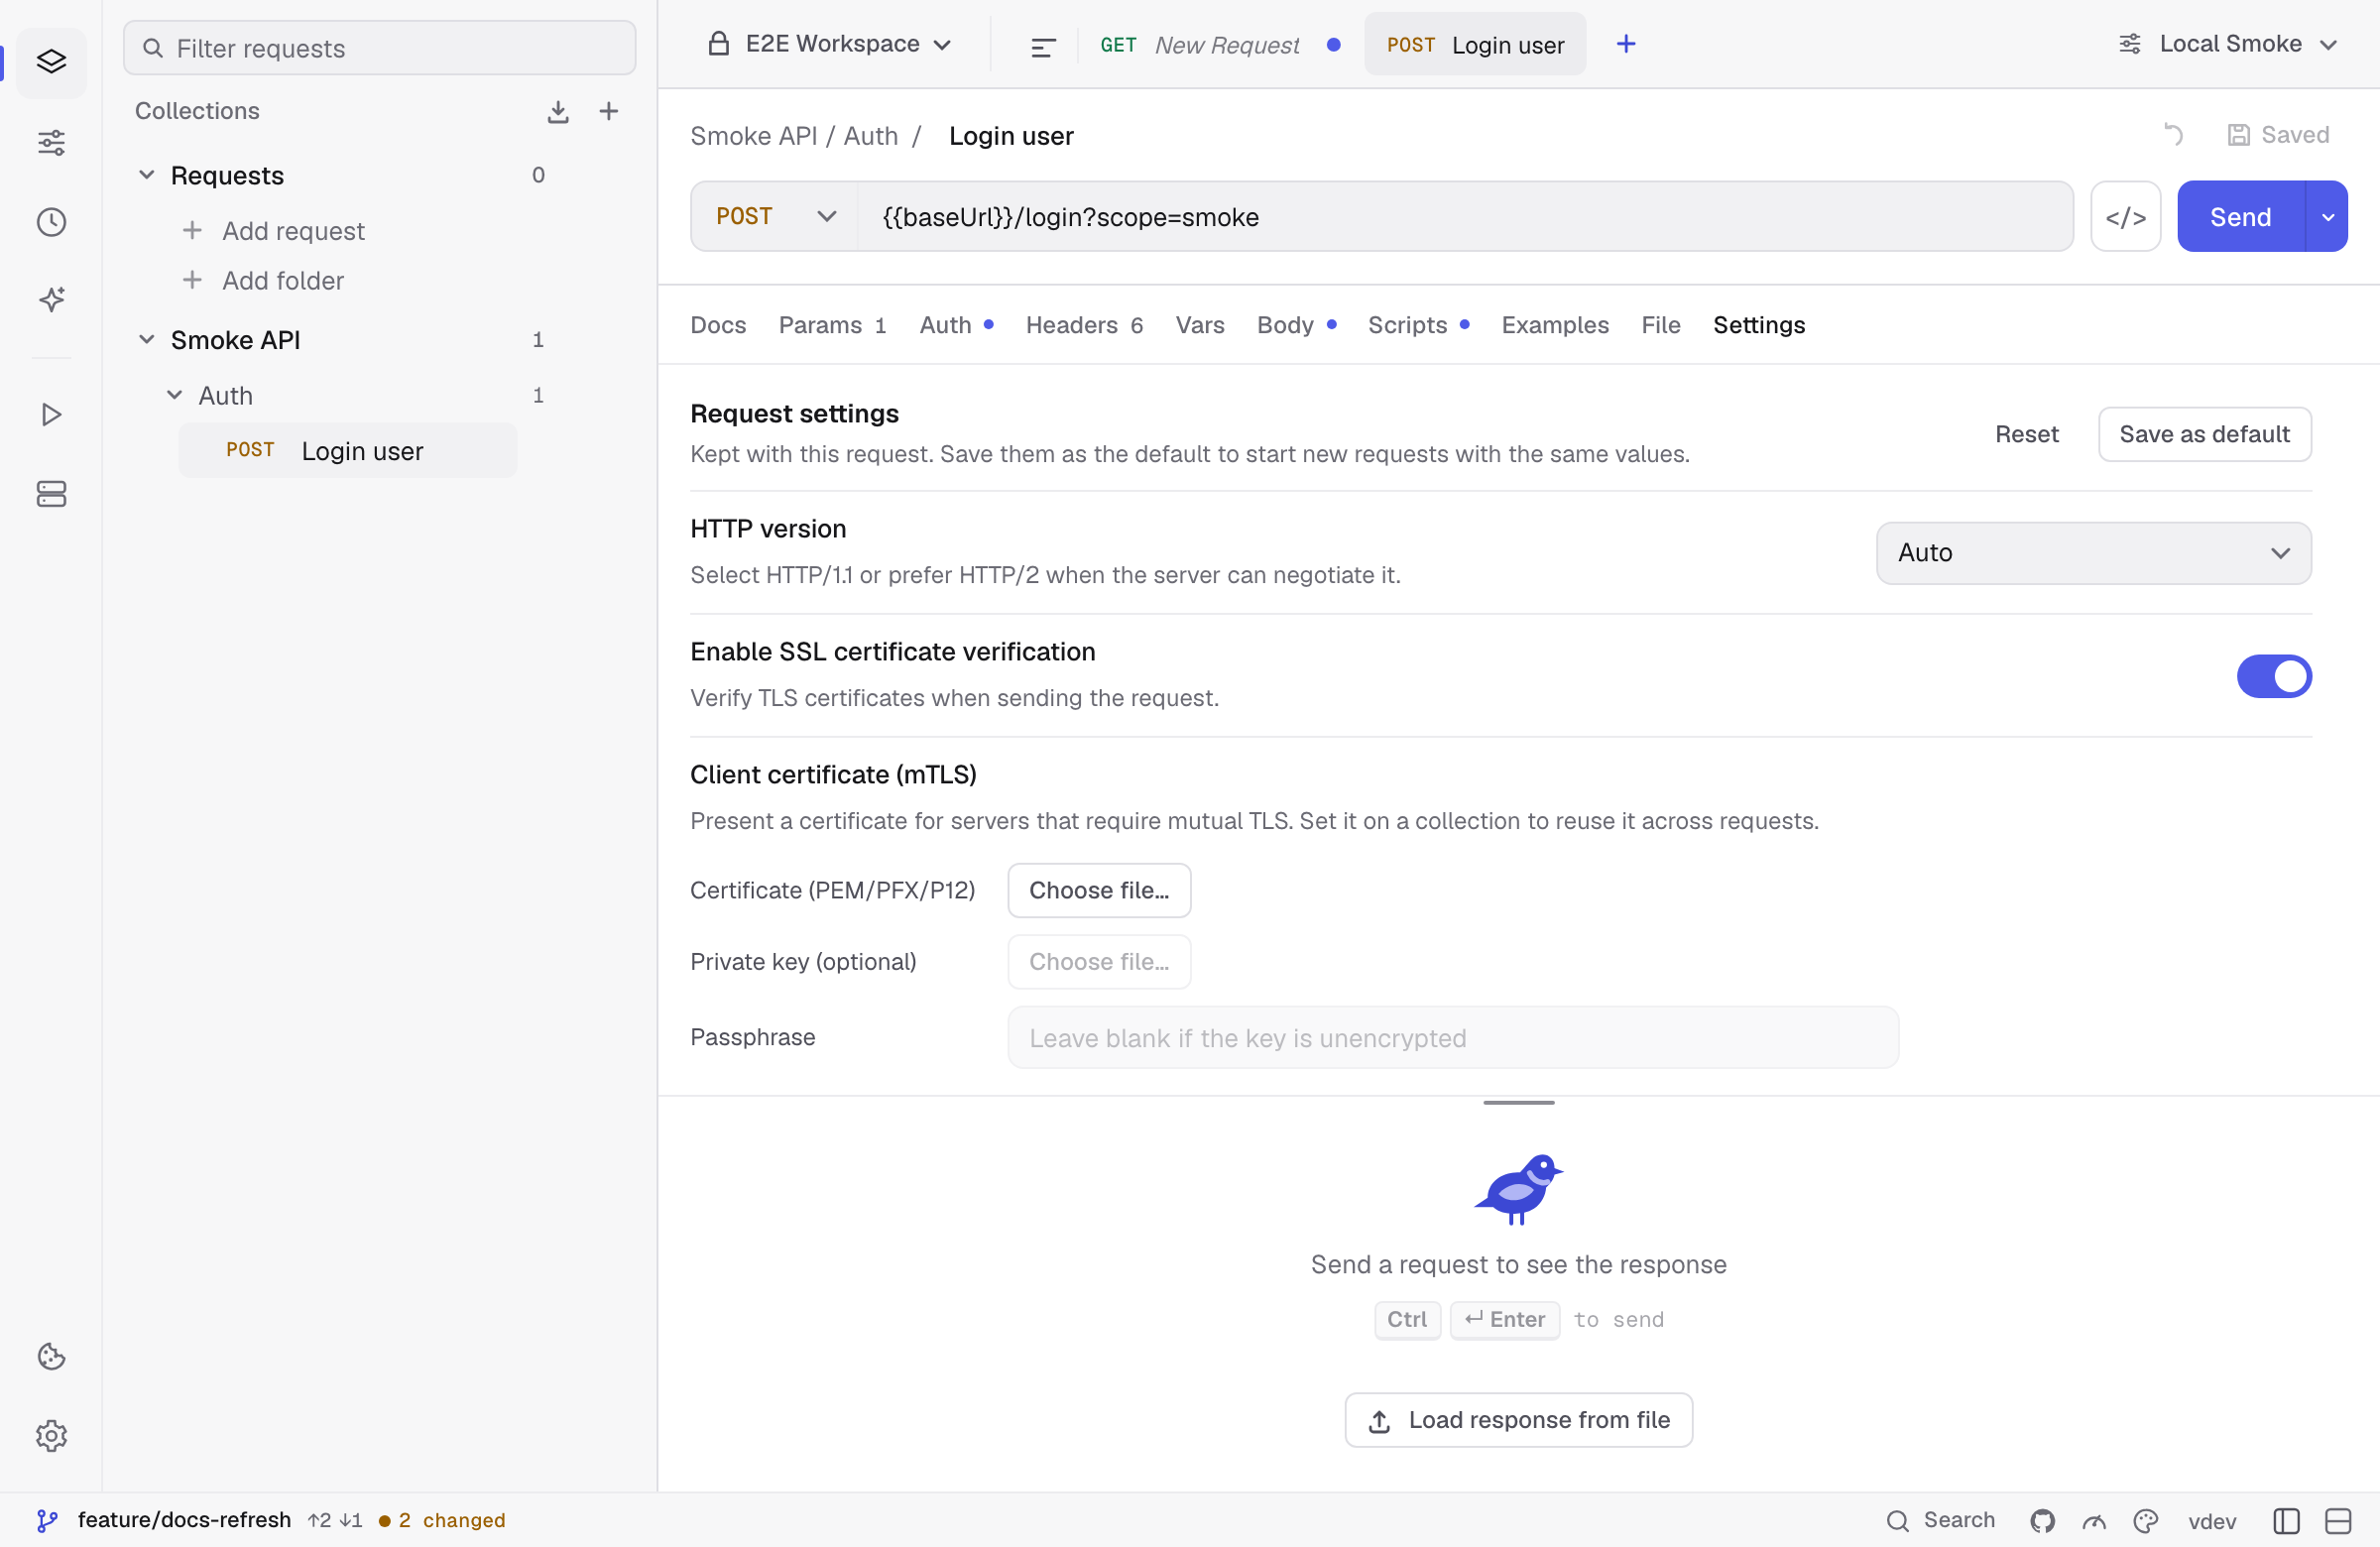 Filter requests
Collections
Requests 0
Add request
Add folder
Smoke API 1
Auth 1
POST Login user
E2E Workspace
GET New Request
POST Login user
Local Smoke
Smoke API / Auth / Login user
Saved
POST {{baseUrl}}/login?scope=smoke
</>
Send
Docs Params 1 Auth Headers 6 Vars Body Scripts Examples File Settings
Request settings
Kept with this request. Save them as the default to start new requests with the same values.
Reset
Save as default
HTTP version
Select HTTP/1.1 or prefer HTTP/2 when the server can negotiate it.
Auto
Enable SSL certificate verification
Verify TLS certificates when sending the request.
Client certificate (mTLS)
Present a certificate for servers that require mutual TLS. Set it on a collection to reuse it across requests.
Certificate (PEM/PFX/P12) Choose file…
Private key (optional) Choose file…
Passphrase Leave blank if the key is unencrypted
Send a request to see the response
Ctrl ↵ Enter to send
Load response from file
feature/docs-refresh ↑2 ↓1 ● 2 changed
Search
vdev